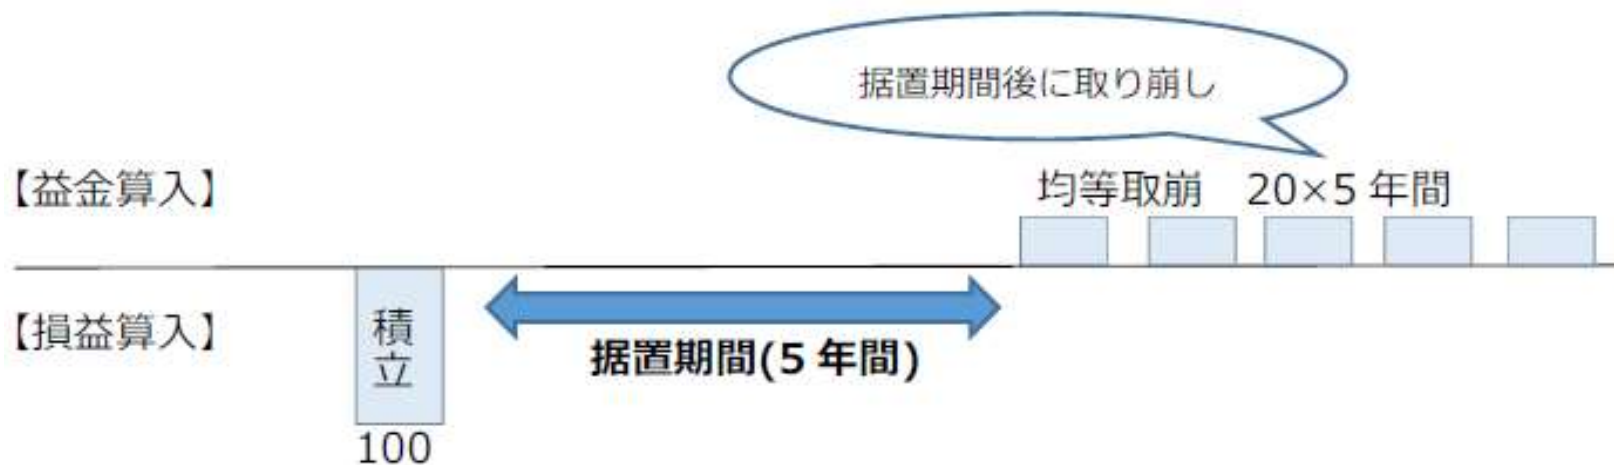 据置期間後に取り崩し
【益金算入】
均等取崩 20×5年間
【損益算入】
積立
据置期間(5年間)
100